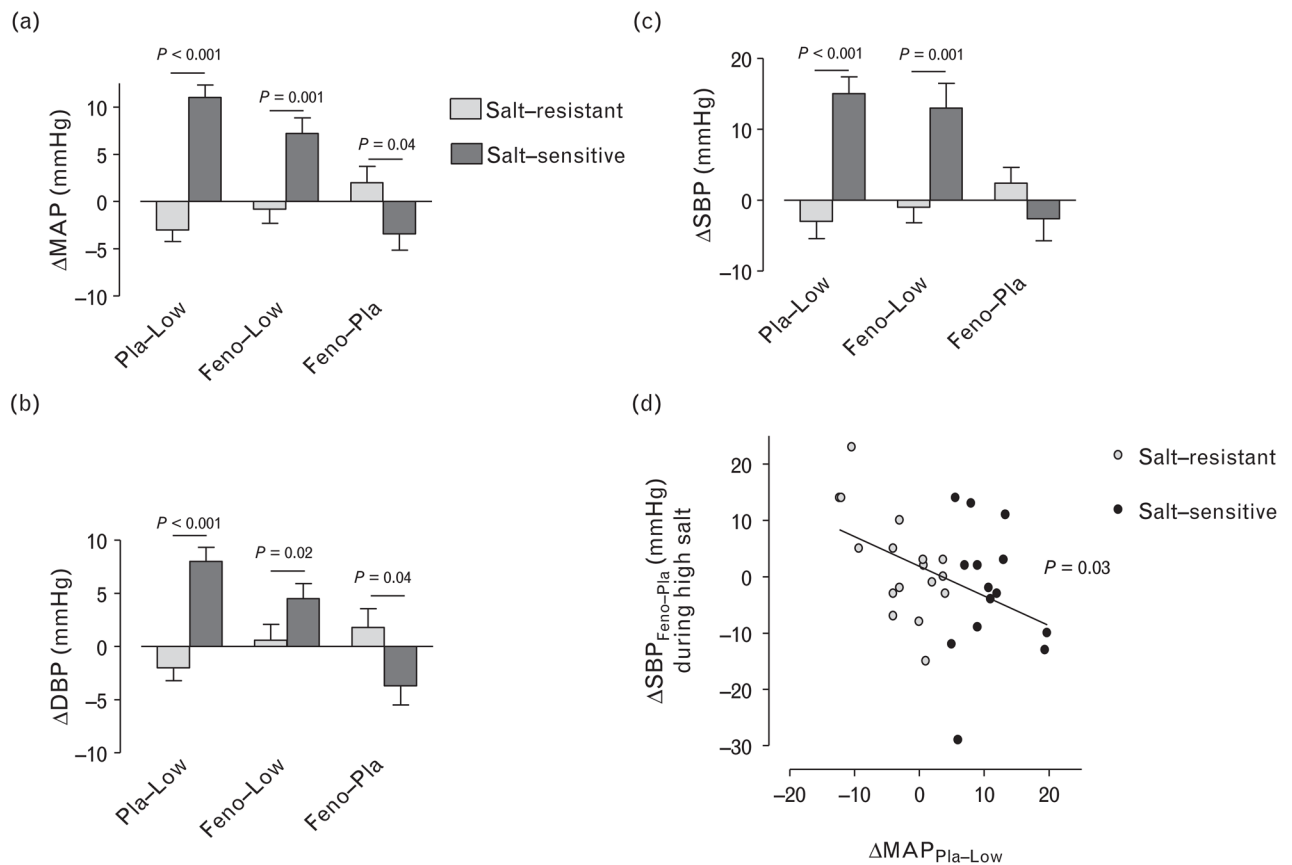 (a)
P < 0.001
P = 0.001
P = 0.04
10
5
0
–5
–10
ΔMAP (mmHg)
Pla–Low
Feno–Low
Feno–Pla
Salt–resistant
Salt–sensitive
(c)
P < 0.001
P = 0.001
20
10
0
–10
ΔSBP (mmHg)
Pla–Low
Feno–Low
Feno–Pla
(b)
P < 0.001
P = 0.02
P = 0.04
10
5
0
–5
–10
ΔDBP (mmHg)
Pla–Low
Feno–Low
Feno–Pla
(d)
20
10
0
–10
–20
–30
ΔSBP Feno–Pla (mmHg)
during high salt
Salt–resistant
Salt–sensitive
P = 0.03
–20
–10
0
10
20
ΔMAP Pla–Low